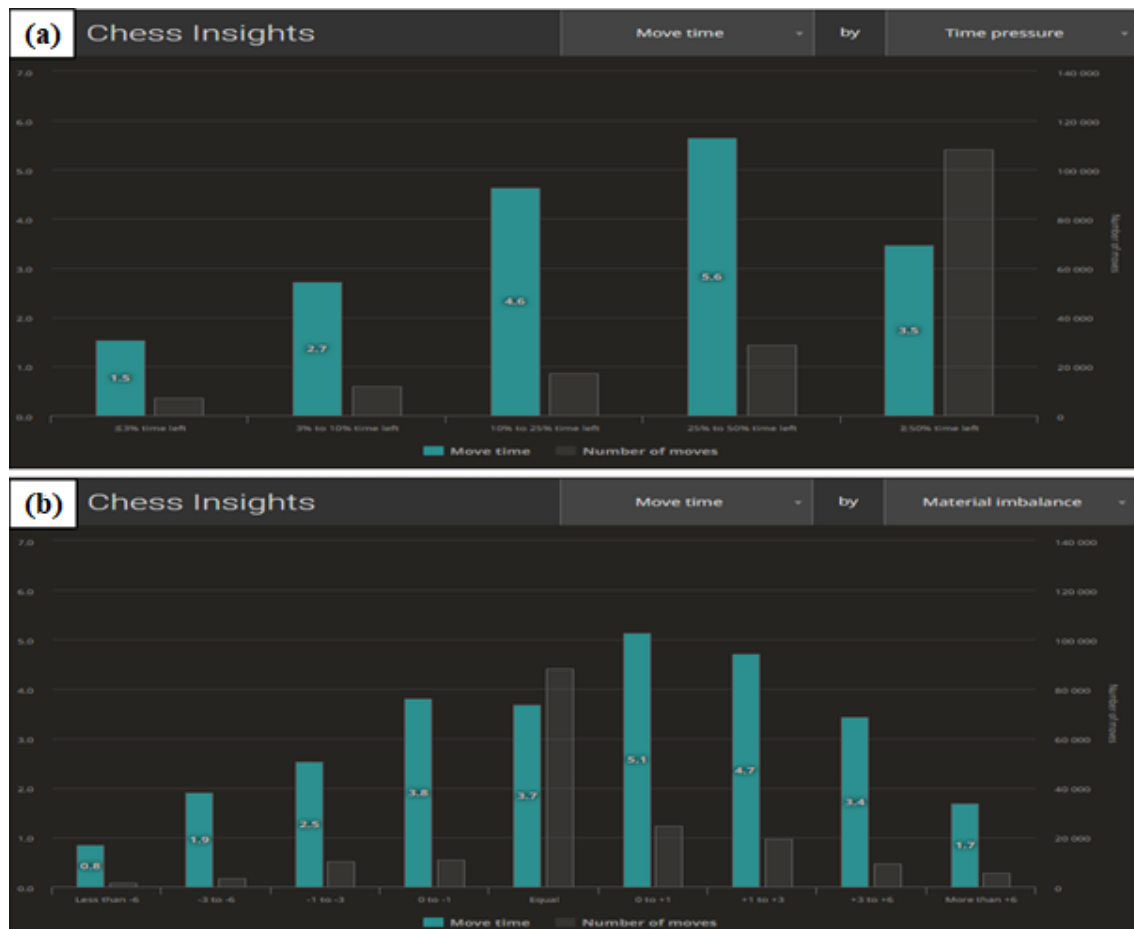 (a) Chess Insights Move time by Time pressure
7.0 140 000
6.0 120 000
5.0 100 000
4.0 80 000
3.0 60 000
2.0 40 000
1.0 20 000
0.0 0
Number of moves
1.5 2.7 4.6 5.6 3.5
≤3% time left 3% to 10% time left 10% to 25% time left 25% to 50% time left ≥50% time left
Move time Number of moves
(b) Chess Insights Move time by Material imbalance
7.0 140 000
6.0 120 000
5.0 100 000
4.0 80 000
3.0 60 000
2.0 40 000
1.0 20 000
0.0 0
Number of moves
0.8 1.9 2.5 3.8 3.7 5.1 4.7 3.4 1.7
Less than -6 -3 to -6 -1 to -3 0 to -1 Equal 0 to +1 +1 to +3 +3 to +6 More than +6
Move time Number of moves